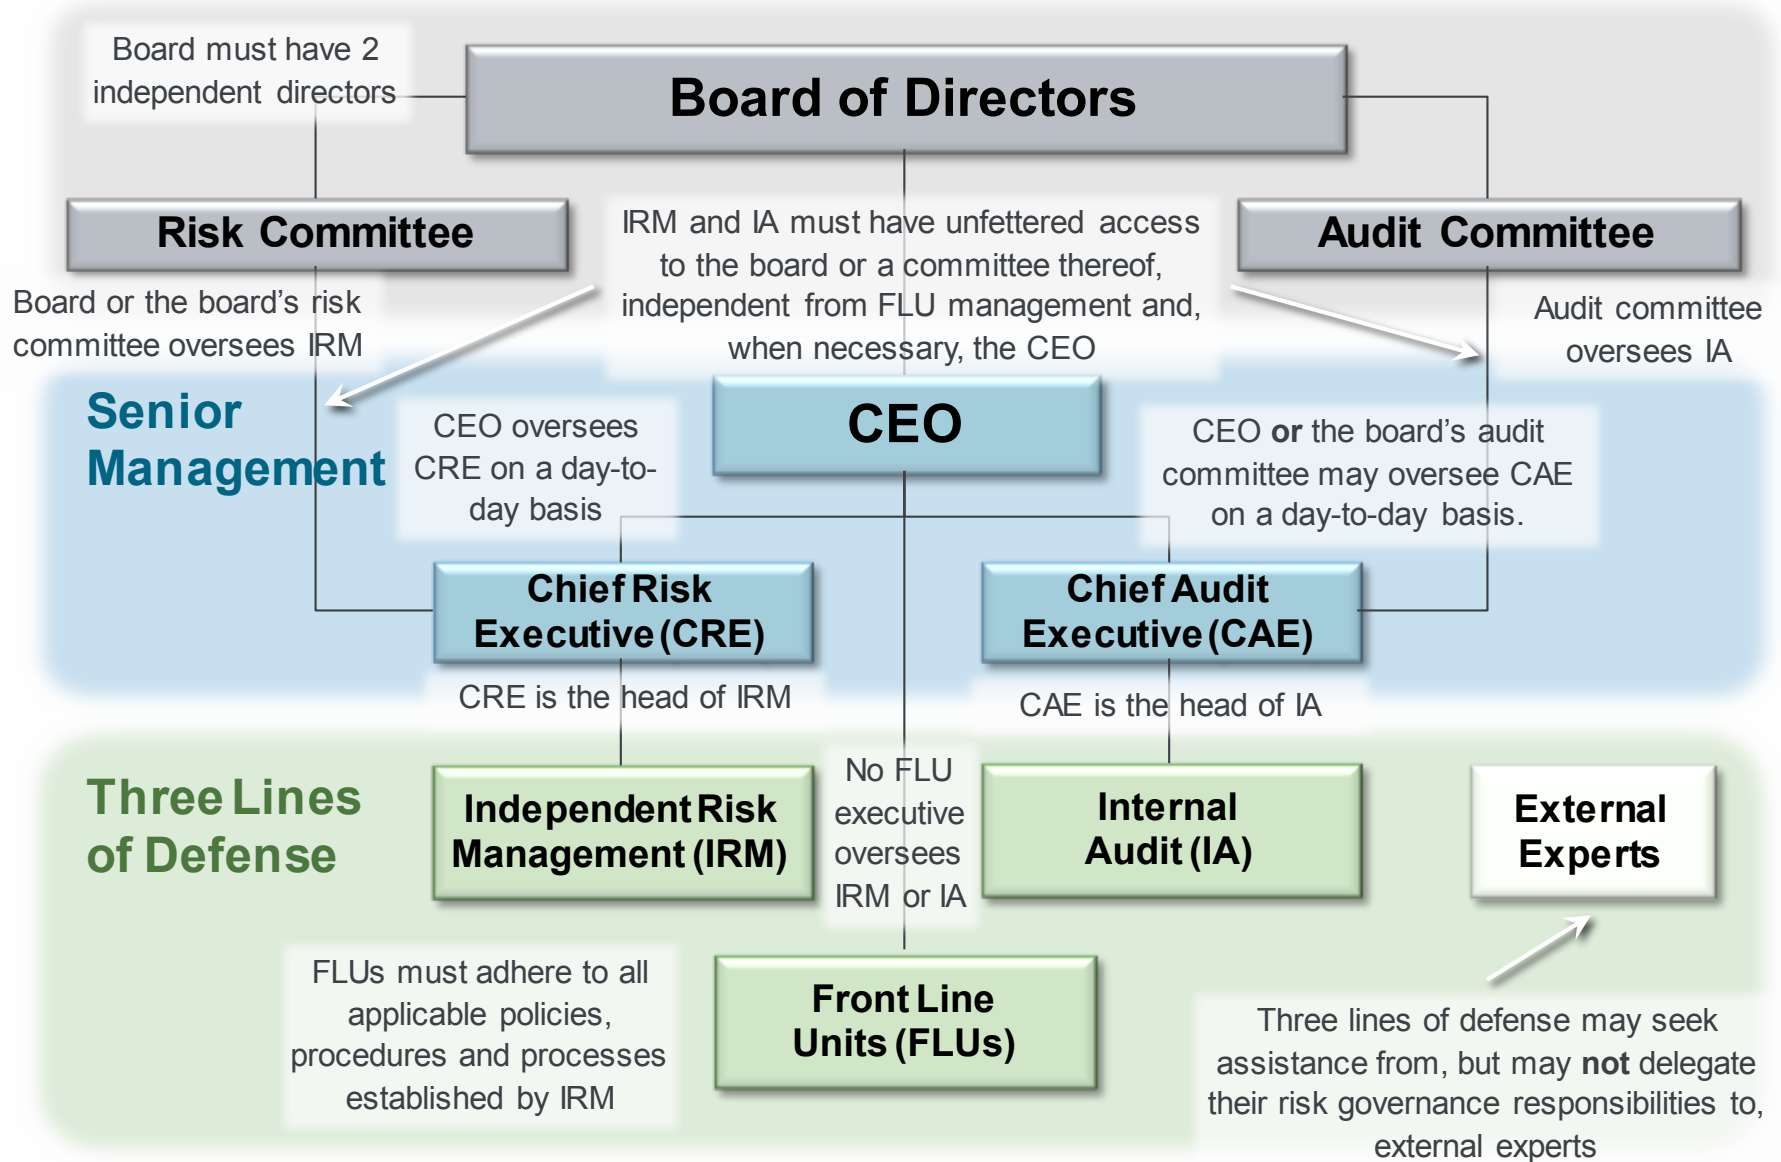 Board must have 2
independent directors
Board of Directors
Risk Committee
IRM and IA must have unfettered access
to the board or a committee thereof,
independent from FLU management and,
when necessary, the CEO
Audit Committee
Board or the board's risk
committee oversees IRM
Audit committee
oversees IA
Senior
Management
CEO oversees
CRE on a day-to-
day basis
CEO
CEO or the board's audit
committee may oversee CAE
on a day-to-day basis.
Chief Risk
Executive (CRE)
Chief Audit
Executive (CAE)
CRE is the head of IRM
CAE is the head of IA
Three Lines
of Defense
Independent Risk
Management (IRM)
No FLU
executive
oversees
IRM or IA
Internal
Audit (IA)
External
Experts
FLUs must adhere to all
applicable policies,
procedures and processes
established by IRM
Front Line
Units (FLUs)
Three lines of defense may seek
assistance from, but may not delegate
their risk governance responsibilities to,
external experts